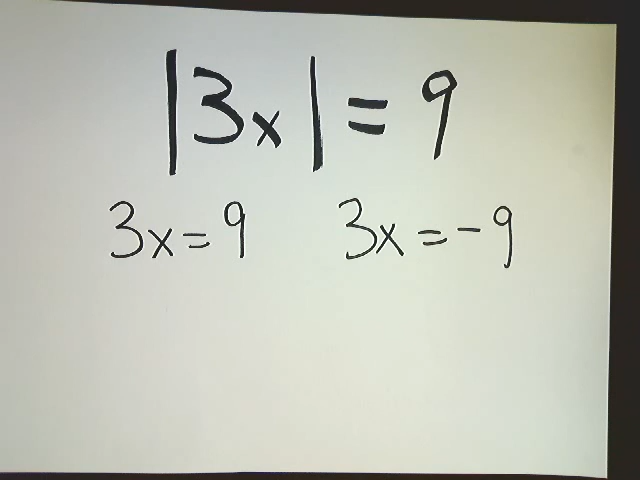 |3x| = 9
3x = 9 3x = -9